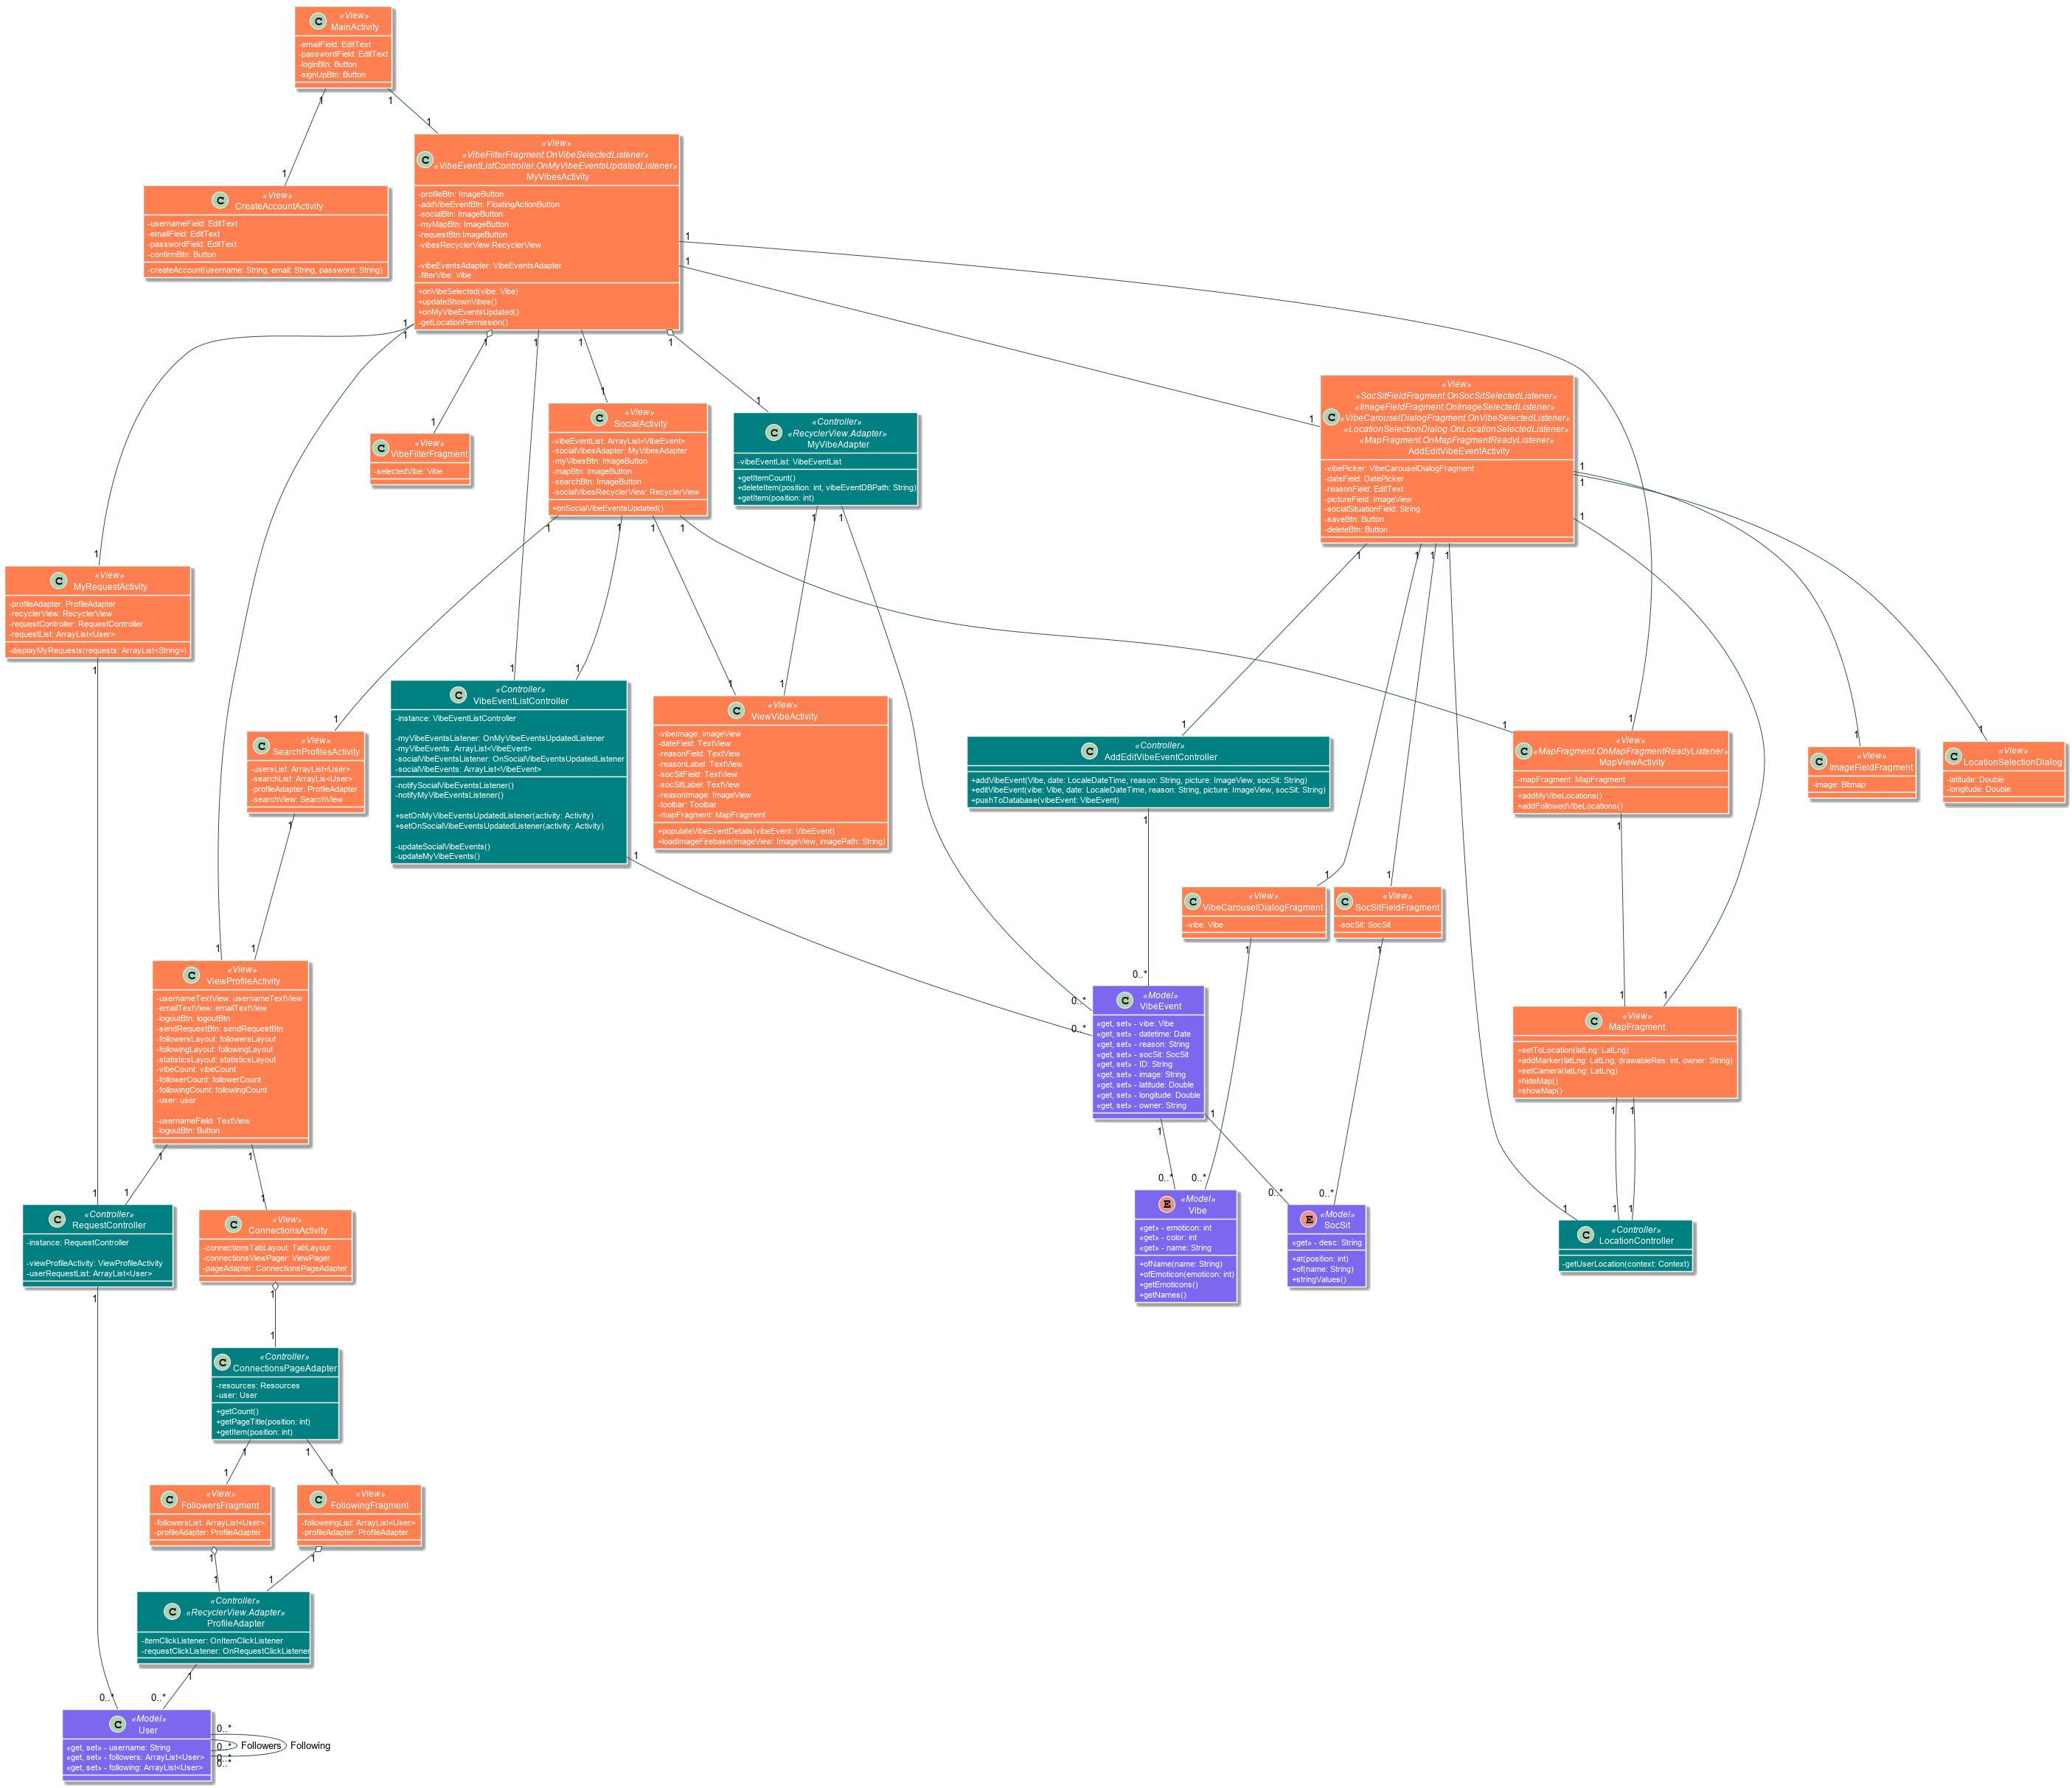 «View»
MainActivity
-emailField: EditText
-passwordField: EditText
-loginBtn: Button
-signUpBtn: Button
1
1
1
1
«View»
CreateAccountActivity
-usernameField: EditText
-emailField: EditText
-passwordField: EditText
-confirmBtn: Button
-createAccount(username: String, email: String, password: String)
«View»
«VibeFilterFragment.OnVibeSelectedListener»
«VibeEventListController.OnMyVibeEventsUpdatedListener»
MyVibesActivity
-profileBtn: ImageButton
-addVibeEventBtn: FloatingActionButton
-socialBtn: ImageButton
-myMapBtn: ImageButton
-requestBtn:ImageButton
-vibesRecyclerView:RecyclerView
-vibeEventsAdapter: VibeEventsAdapter
-filterVibe: Vibe
+onVibeSelected(vibe: Vibe)
+updateShownVibes()
+onMyVibeEventsUpdated()
-getLocationPermission()
1
1
1
1
1
1
1
1
1
1
1
1
«View»
VibeFilterFragment
-selectedVibe: Vibe
«View»
SocialActivity
-vibeEventList: ArrayList<VibeEvent>
-socialVibesAdapter: MyVibesAdapter
-myVibesBtn: ImageButton
-mapBtn: ImageButton
-searchBtn: ImageButton
-socialVibesRecyclerView: RecyclerView
+onSocialVibeEventsUpdated()
1
1
1
1
«Controller»
«RecyclerView.Adapter»
MyVibeAdapter
-vibeEventList: VibeEventList
+getItemCount()
+deleteItem(position: int, vibeEventDBPath: String)
+getItem(position: int)
1
1
«View»
«SocSitFieldFragment.OnSocSitSelectedListener»
«ImageFieldFragment.OnImageSelectedListener»
«VibeCarouselDialogFragment.OnVibeSelectedListener»
«LocationSelectionDialog.OnLocationSelectedListener»
«MapFragment.OnMapFragmentReadyListener»
AddEditVibeEventActivity
-vibePicker: VibeCarouselDialogFragment
-dateField: DatePicker
-reasonField: EditText
-pictureField: ImageView
-socialSituationField: String
-saveBtn: Button
-deleteBtn: Button
1
1
1
1
1
1
1
1
«View»
MyRequestActivity
-profileAdapter: ProfileAdapter
-recyclerView: RecyclerView
-requestController: RequestController
-requestList: ArrayList<User>
-displayMyRequests(requests: ArrayList<String>)
1
1
1
1
1
1
1
1
1
1
1
1
«View»
SearchProfilesActivity
-usersList: ArrayList<User>
-searchList: ArrayLis<User>
-profileAdapter: ProfileAdapter
-searchView: SearchView
1
«Controller»
VibeEventListController
-instance: VibeEventListController
-myVibeEventsListener: OnMyVibeEventsUpdatedListener
-myVibeEvents: ArrayList<VibeEvent>
-socialVibeEventsListener: OnSocialVibeEventsUpdatedListener
-socialVibeEvents: ArrayList<VibeEvent>
-notifySocialVibeEventsListener()
-notifyMyVibeEventsListener()
+setOnMyVibeEventsUpdatedListener(activity: Activity)
+setOnSocialVibeEventsUpdatedListener(activity: Activity)
-updateSocialVibeEvents()
-updateMyVibeEvents()
1
«View»
ViewVibeActivity
-vibeImage: ImageView
-dateField: TextView
-reasonField: TextView
-reasonLabel: TextView
-socSitField: TextView
-socSitLabel: TextView
-reasonImage: ImageView
-toolbar: Toolbar
-mapFragment: MapFragment
+populateVibeEventDetails(vibeEvent: VibeEvent)
+loadImageFirebase(imageView: ImageView, imagePath: String)
«Controller»
AddEditVibeEventController
+addVibeEvent(Vibe, date: LocaleDateTime, reason: String, picture: ImageView, socSit: String)
+editVibeEvent(vibe: Vibe, date: LocaleDateTime, reason: String, picture: ImageView, socSit: String)
+pushToDatabase(vibeEvent: VibeEvent)
1
«View»
«MapFragment.OnMapFragmentReadyListener»
MapViewActivity
-mapFragment: MapFragment
+addMyVibeLocations()
+addFollowedVibeLocations()
1
«View»
ImageFieldFragment
-image: Bitmap
«View»
LocationSelectionDialog
-latitude: Double
-longitude: Double
1
1
«View»
VibeCarouselDialogFragment
-vibe: Vibe
1
«View»
SocSitFieldFragment
-socSit: SocSit
1
1
1
0..*
0..*
0..*
1
1
«View»
ViewProfileActivity
-usernameTextView: usernameTextView
-emailTextView: emailTextView
-logoutBtn: logoutBtn
-sendRequestBtn: sendRequestBtn
-followersLayout: followersLayout
-followingLayout: followingLayout
-statisticsLayout: statisticsLayout
-vibeCount: vibeCount
-followerCount: followerCount
-followingCount: followingCount
-user: user
-usernameField: TextView
-logoutBtn: Button
1
1
«Model»
VibeEvent
«get, set» - vibe: Vibe
«get, set» - datetime: Date
«get, set» - reason: String
«get, set» - socSit: SocSit
«get, set» - ID: String
«get, set» - image: String
«get, set» - latitude: Double
«get, set» - longitude: Double
«get, set» - owner: String
1
1
«View»
MapFragment
+setToLocation(latLng: LatLng)
+addMarker(latLng: LatLng, drawableRes: int, owner: String)
+setCamera(latLng: LatLng)
+hideMap()
+showMap()
1
1
1
1
1
0..*
0..*
0..*
0..*
1
1
1
«Controller»
RequestController
-instance: RequestController
-viewProfileActivity: ViewProfileActivity
-userRequestList: ArrayList<User>
1
«View»
ConnectionsActivity
-connectionsTabLayout: TabLayout
-connectionsViewPager: ViewPager
-pageAdapter: ConnectionsPageAdapter
1
«Model»
Vibe
«get» - emoticon: int
«get» - color: int
«get» - name: String
+ofName(name: String)
+ofEmoticon(emoticon: int)
+getEmoticons()
+getNames()
«Model»
SocSit
«get» - desc: String
+at(position: int)
+of(name: String)
+stringValues()
«Controller»
LocationController
-getUserLocation(context: Context)
1
«Controller»
ConnectionsPageAdapter
-resources: Resources
-user: User
+getCount()
+getPageTitle(position: int)
+getItem(position: int)
1
1
1
1
«View»
FollowersFragment
-followersList: ArrayList<User>
-profileAdapter: ProfileAdapter
1
«View»
FollowingFragment
-followeingList: ArrayList<User>
-profileAdapter: ProfileAdapter
1
1
1
«Controller»
«RecyclerView.Adapter»
ProfileAdapter
-itemClickListener: OnItemClickListener
-requestClickListener: OnRequestClickListener
1
0..*
0..*
«Model»
User
«get, set» - username: String
«get, set» - followers: ArrayList<User>
«get, set» - following: ArrayList<User>
0..*
0..*
Followers
Following
0..*
0..*